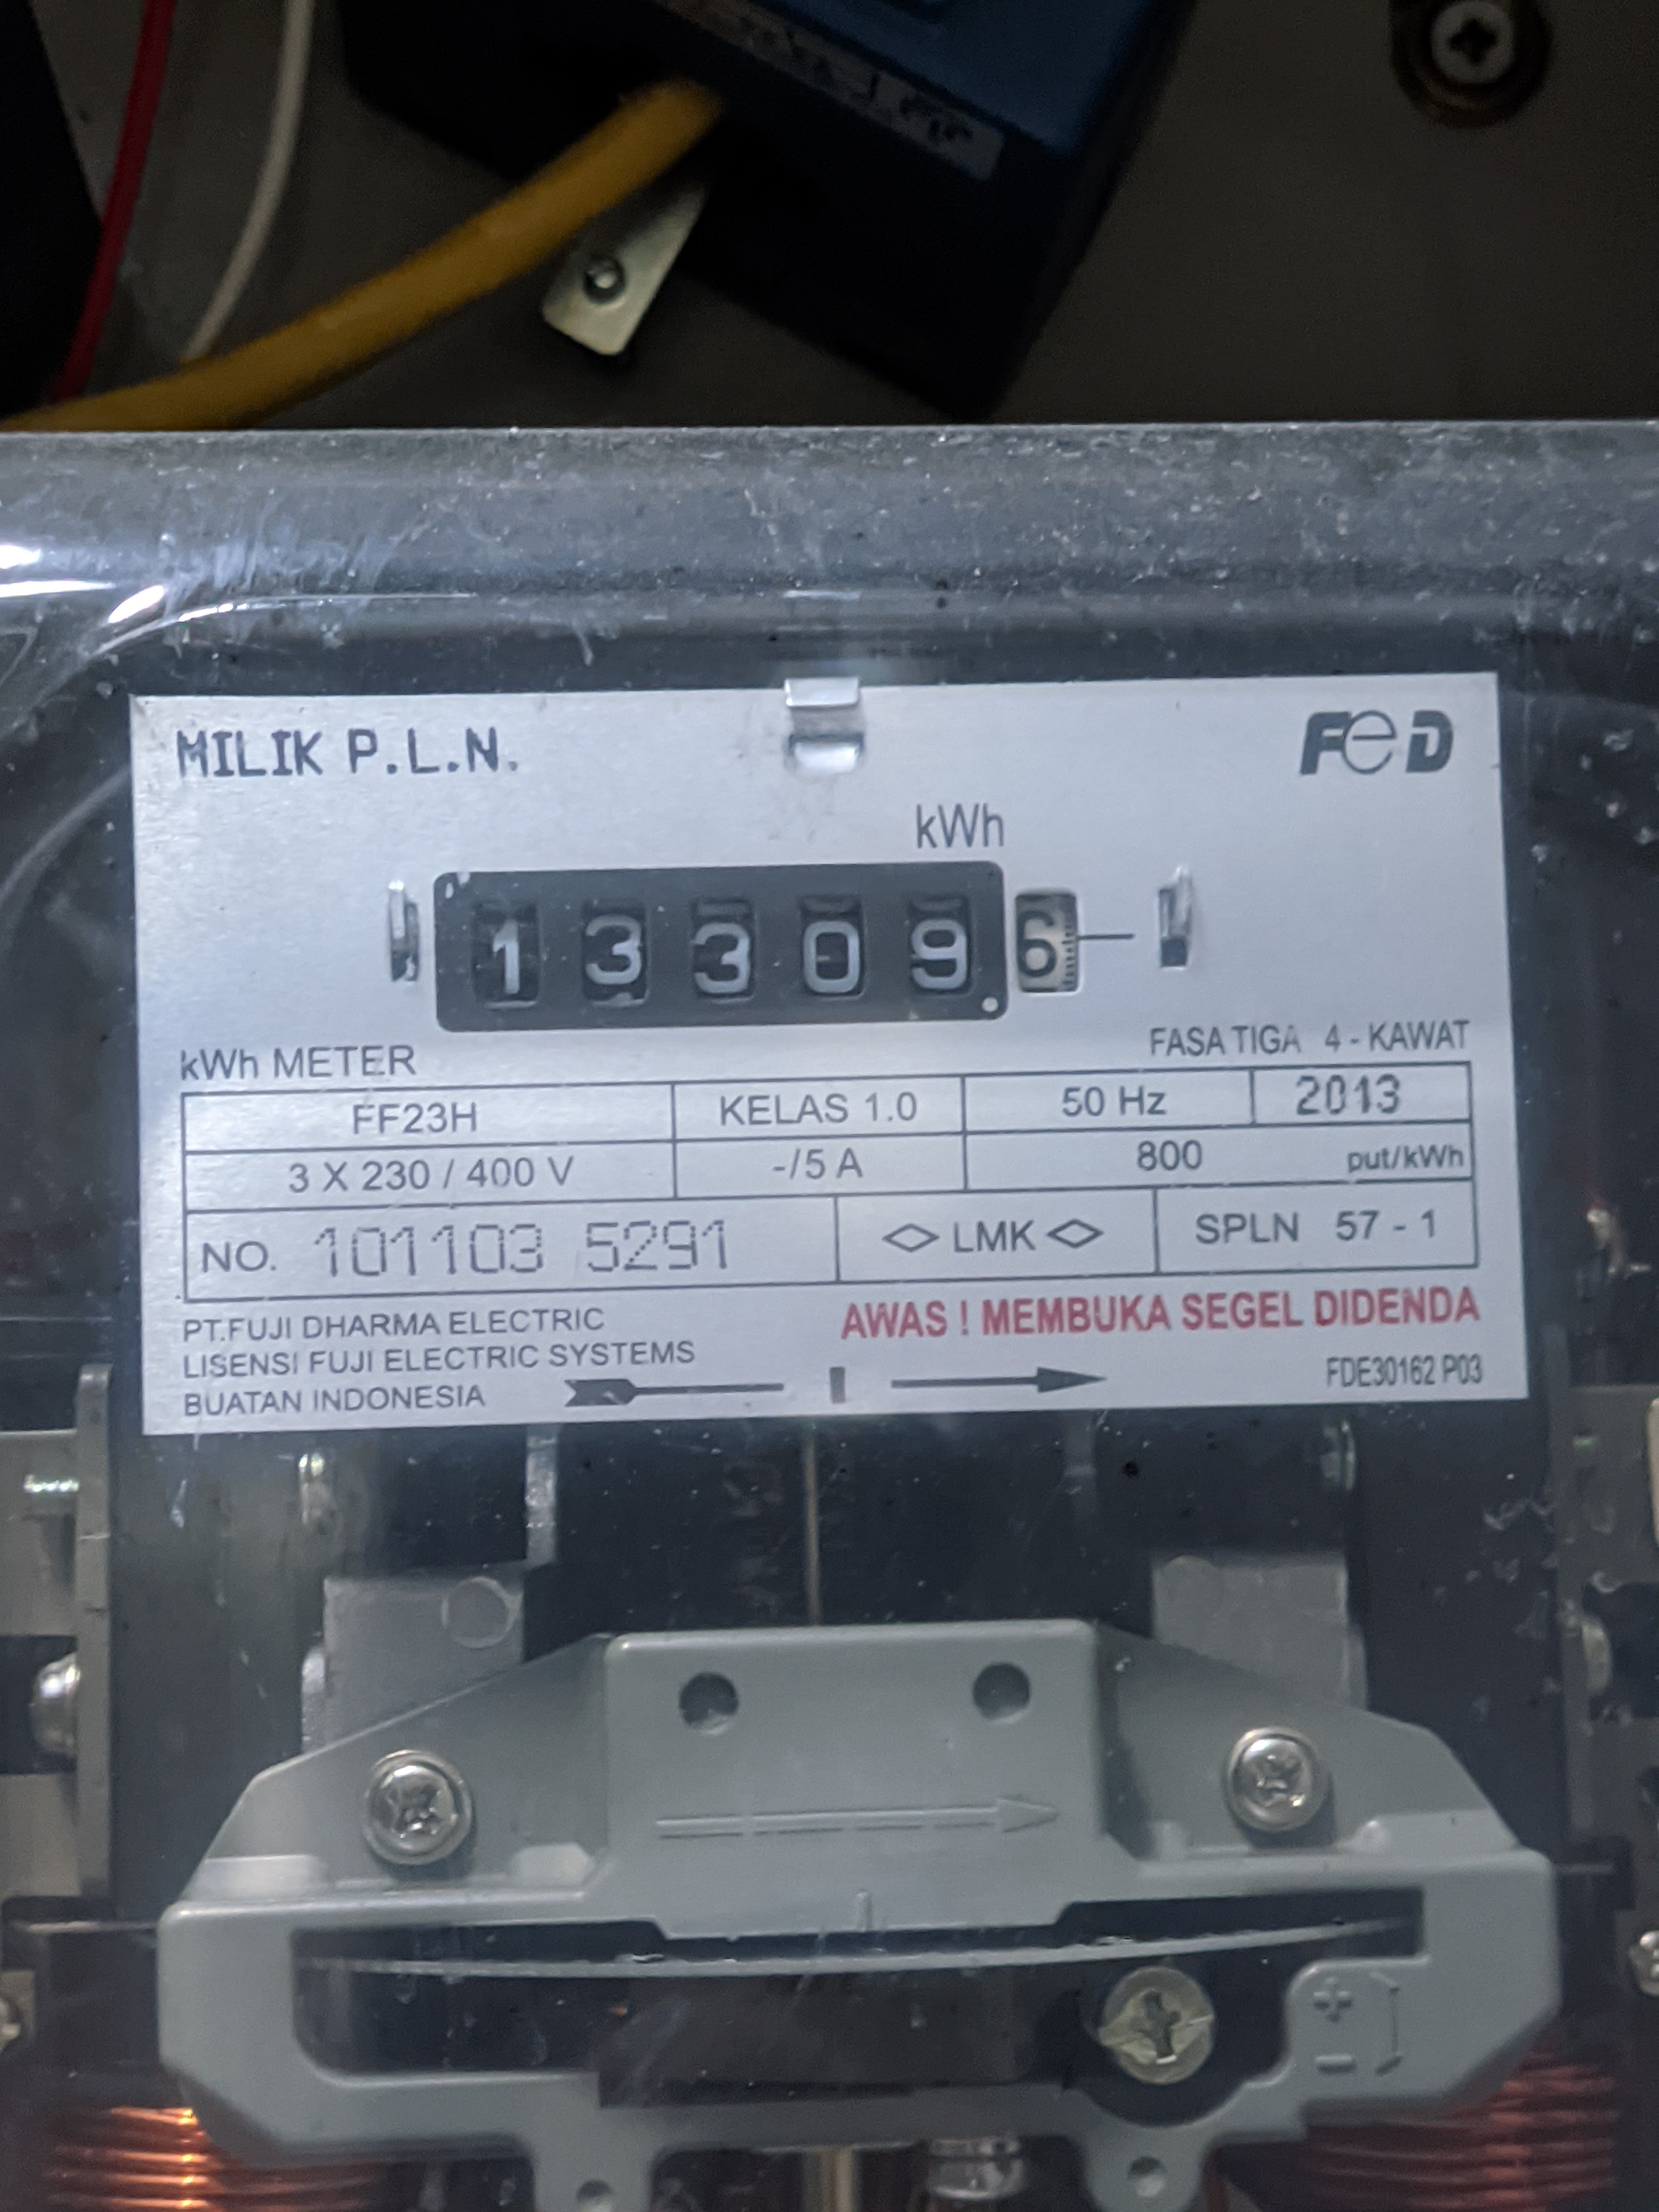 MILIK P.L.N.
FeD
kWh
13309 6
kWh METER
FASA TIGA 4 - KAWAT
FF23H KELAS 1.0 50 Hz 2013
3 X 230 / 400 V -/5 A 800 put/kWh
NO. 101103 5291 LMK SPLN 57 - 1
PT.FUJI DHARMA ELECTRIC
LISENSI FUJI ELECTRIC SYSTEMS
BUATAN INDONESIA
AWAS ! MEMBUKA SEGEL DIDENDA
FDE30162 P03
+
-